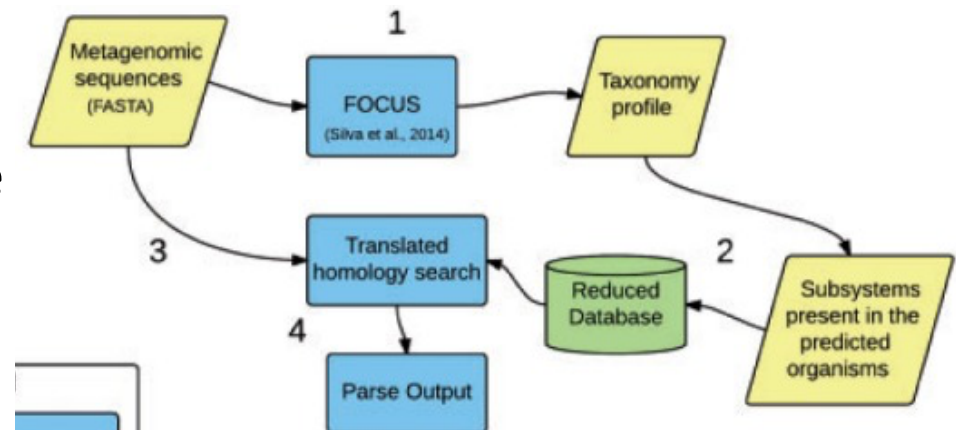 1
Metagenomic
sequences
(FASTA)
FOCUS
(Silva et al., 2014)
Taxonomy
profile
3
Translated
homology search
Reduced
Database
2
Subsystems
present in the
predicted
organisms
4
Parse Output